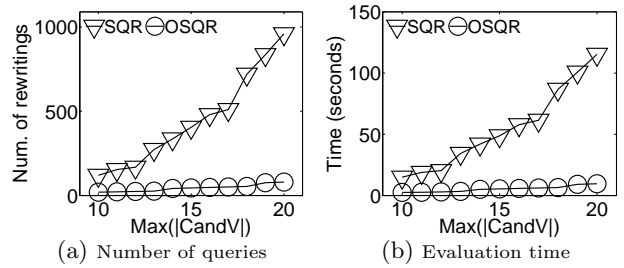 SQR OSQR
1000
500
0
Num. of rewritings
10 15 20
Max(|CandV|)
(a) Number of queries
SQR OSQR
150
100
50
0
Time (seconds)
10 15 20
Max(|CandV|)
(b) Evaluation time